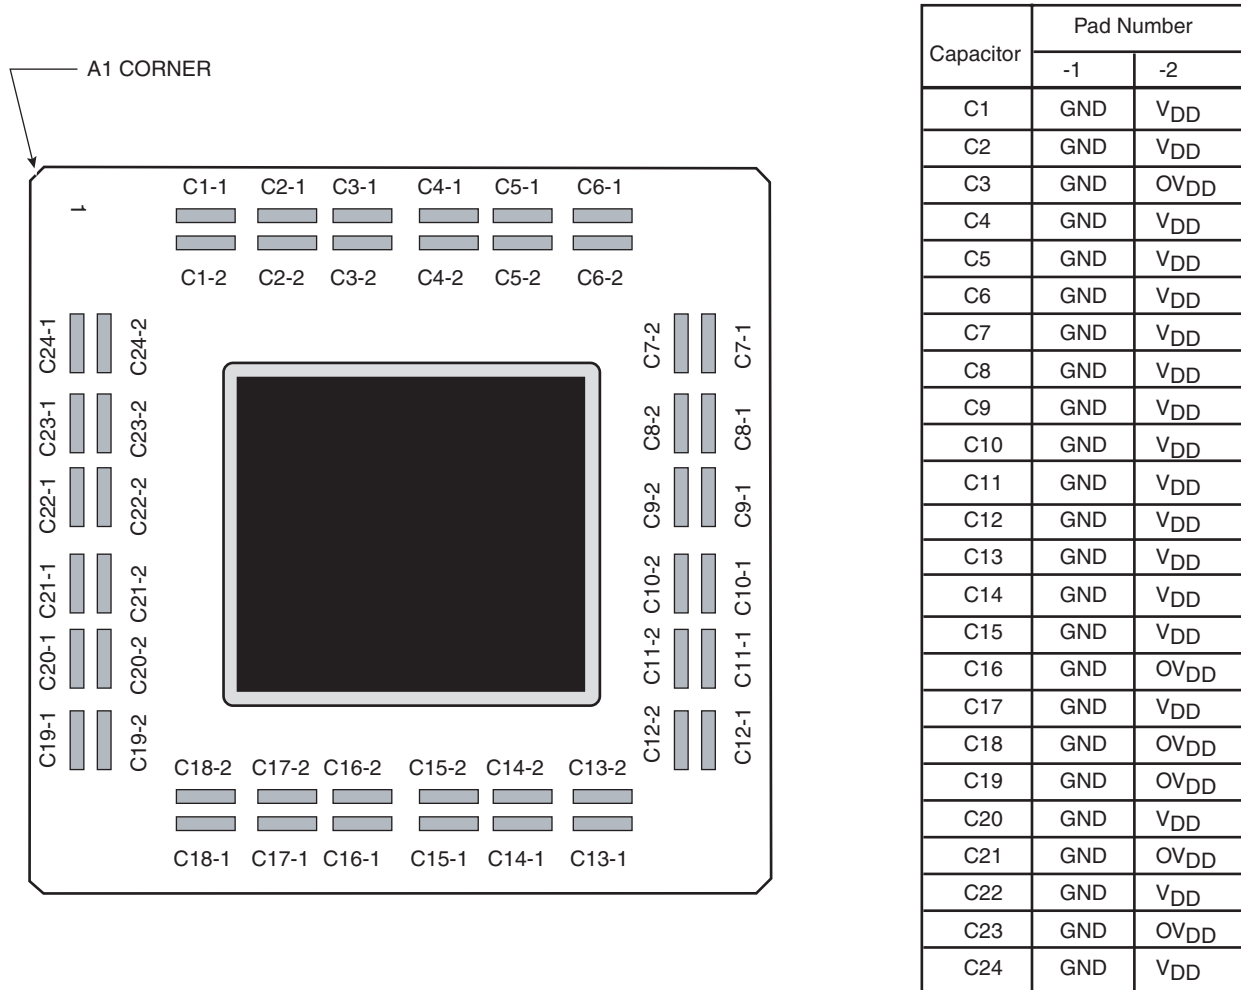 A1 CORNER
1
C1-1 C2-1 C3-1 C4-1 C5-1 C6-1
C1-2 C2-2 C3-2 C4-2 C5-2 C6-2
C24-1 C24-2 C7-2 C7-1
C23-1 C23-2 C8-2 C8-1
C22-1 C22-2 C9-2 C9-1
C21-1 C21-2 C10-2 C10-1
C20-1 C20-2 C11-2 C11-1
C19-1 C19-2 C12-2 C12-1
C18-2 C17-2 C16-2 C15-2 C14-2 C13-2
C18-1 C17-1 C16-1 C15-1 C14-1 C13-1
Capacitor Pad Number
-1 -2
C1 GND VDD
C2 GND VDD
C3 GND OVDD
C4 GND VDD
C5 GND VDD
C6 GND VDD
C7 GND VDD
C8 GND VDD
C9 GND VDD
C10 GND VDD
C11 GND VDD
C12 GND VDD
C13 GND VDD
C14 GND VDD
C15 GND VDD
C16 GND OVDD
C17 GND VDD
C18 GND OVDD
C19 GND OVDD
C20 GND VDD
C21 GND OVDD
C22 GND VDD
C23 GND OVDD
C24 GND VDD